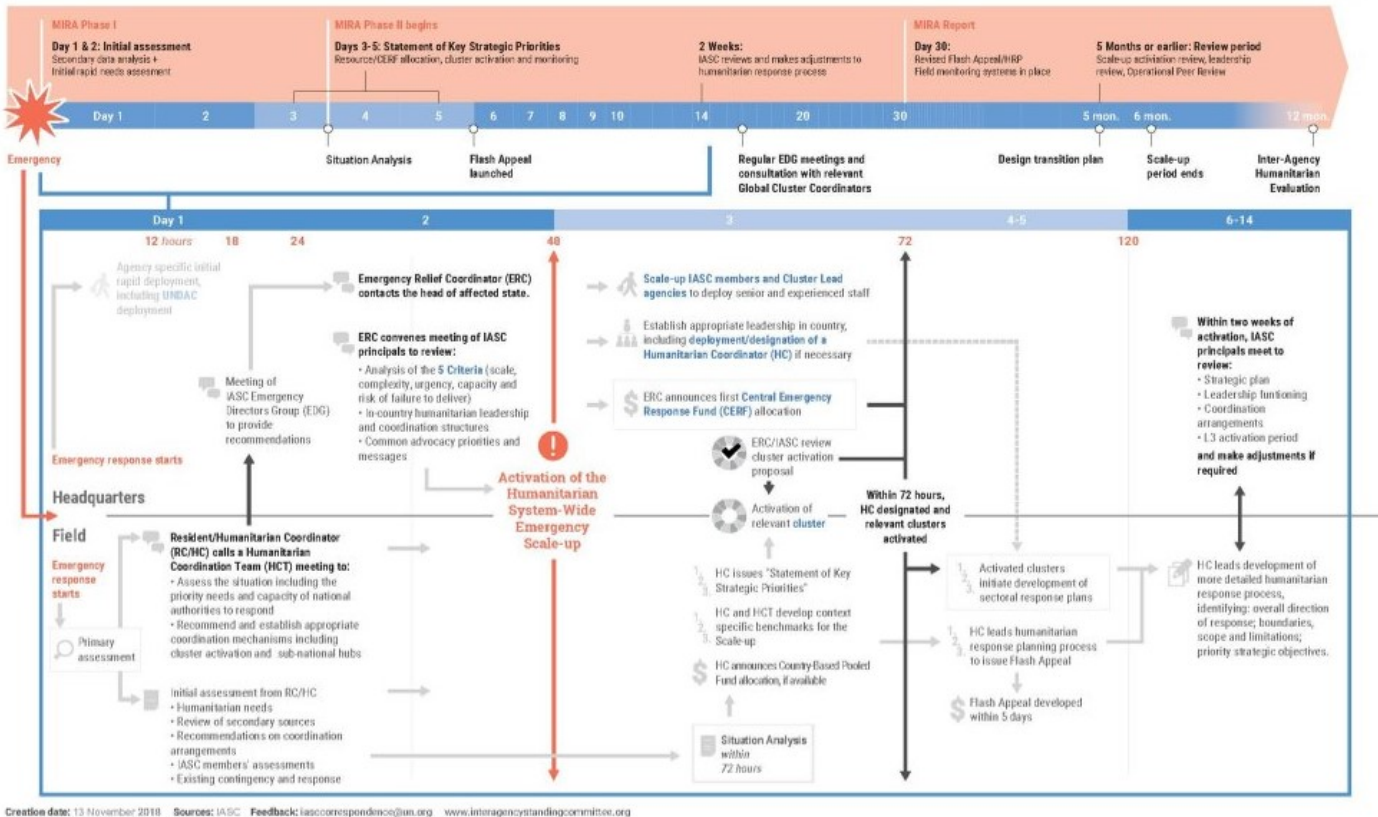 MIRA Phase I
Day 1 & 2: Initial assessment
Secondary data analysis +
Initial rapid needs assessment
MIRA Phase II begins
Days 3-5: Statement of Key Strategic Priorities
Resource/CERF allocation, cluster activation and monitoring
2 Weeks:
IASC reviews and makes adjustments to
humanitarian response process
MIRA Report
Day 30:
Revised Flash Appeal/HRP
Field monitoring systems in place
5 Months or earlier: Review period
Scale-up activiation review, leadership
review, Operational Peer Review
Day 1 2 3 4 5 6 7 8 9 10 14 20 30 5 mon. 6 mon. 12 mon.
Emergency
Situation Analysis
Flash Appeal
launched
Regular EDG meetings and
consultation with relevant
Global Cluster Coordinators
Design transition plan
Scale-up
period ends
Inter-Agency
Humanitarian
Evaluation
Day 1 2 3 4-5 6-14
12 hours 18 24 48 72 120
Agency specific initial
rapid deployment,
including UNDAC
deployment
Emergency response starts
Meeting of
IASC Emergency
Directors Group (EDG)
to provide
recommendations
Emergency Relief Coordinator (ERC)
contacts the head of affected state.
ERC convenes meeting of IASC
principals to review:
• Analysis of the 5 Criteria (scale,
complexity, urgency, capacity and
risk of failure to deliver)
• In-country humanitarian leadership
and coordination structures
• Common advocacy priorities and
messages
!
Activation of the
Humanitarian
System-Wide
Emergency
Scale-up
Scale-up IASC members and Cluster Lead
agencies to deploy senior and experienced staff
Establish appropriate leadership in country,
including deployment/designation of a
Humanitarian Coordinator (HC) if necessary
$ ERC announces first Central Emergency
Response Fund (CERF) allocation
ERC/IASC review
cluster activation
proposal
Activation of
relevant cluster
Within 72 hours,
HC designated and
relevant clusters
activated
Within two weeks of
activation, IASC
principals meet to
review:
• Strategic plan
• Leadership funtioning
• Coordination
arrangements
• L3 activation period
and make adjustments if
required
Headquarters
Field
Emergency
response
starts
Primary
assessment
Resident/Humanitarian Coordinator
(RC/HC) calls a Humanitarian
Coordination Team (HCT) meeting to:
• Assess the situation including the
priority needs and capacity of national
authorities to respond
• Recommend and establish appropriate
coordination mechanisms including
cluster activation and sub-national hubs
Initial assessment from RC/HC
• Humanitarian needs
• Review of secondary sources
• Recommendations on coordination
arrangements
• IASC members' assessments
• Existing contingency and response
1. 2. 3.
HC issues "Statement of Key
Strategic Priorities"
1. 2. 3.
HC and HCT develop context
specific benchmarks for the
Scale-up
$ HC announces Country-Based Pooled
Fund allocation, if available
Situation Analysis
within
72 hours
1. 2. 3.
Activated clusters
initiate development of
sectoral response plans
1. 2. 3.
HC leads humanitarian
response planning process
to issue Flash Appeal
$ Flash Appeal developed
within 5 days
HC leads development of
more detailed humanitarian
response process,
identifying: overall direction
of response; boundaries,
scope and limitations;
priority strategic objectives.
Creation date: 13 November 2018 Sources: IASC Feedback: iasccorrespondence@un.org www.interagencystandingcommittee.org